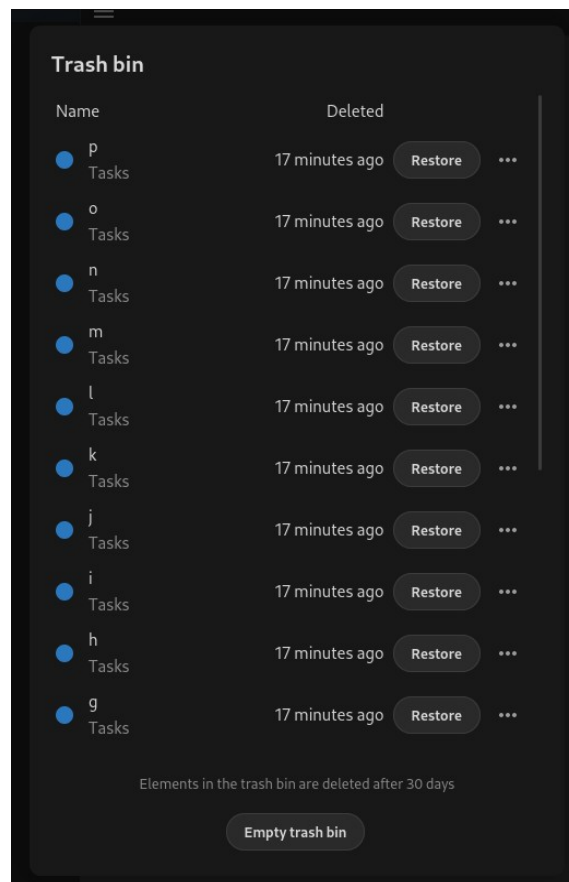 Trash bin
Name Deleted
p
Tasks
17 minutes ago Restore
o
Tasks
17 minutes ago Restore
n
Tasks
17 minutes ago Restore
m
Tasks
17 minutes ago Restore
l
Tasks
17 minutes ago Restore
k
Tasks
17 minutes ago Restore
j
Tasks
17 minutes ago Restore
i
Tasks
17 minutes ago Restore
h
Tasks
17 minutes ago Restore
g
Tasks
17 minutes ago Restore
Elements in the trash bin are deleted after 30 days
Empty trash bin